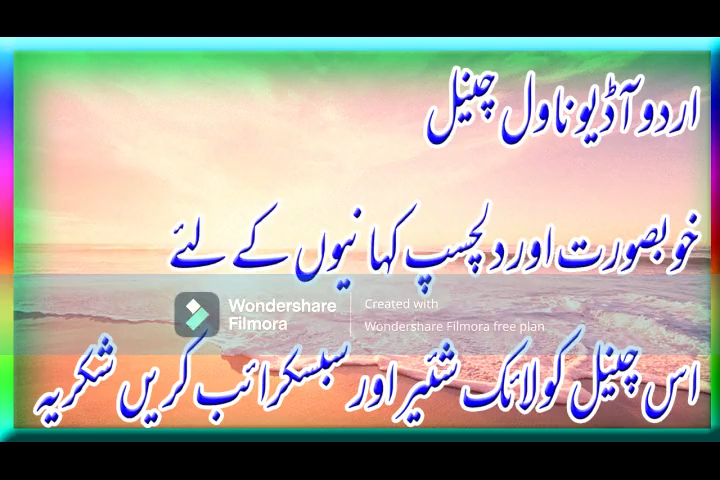 اردو آڈیو ناول چینل
خوبصورت اور دلچسپ کہانیوں کے لئے
Wondershare
Filmora
Created with
Wondershare Filmora free plan
اس چینل کو لائک شئیر اور سبسکرائب کریں شکریہ